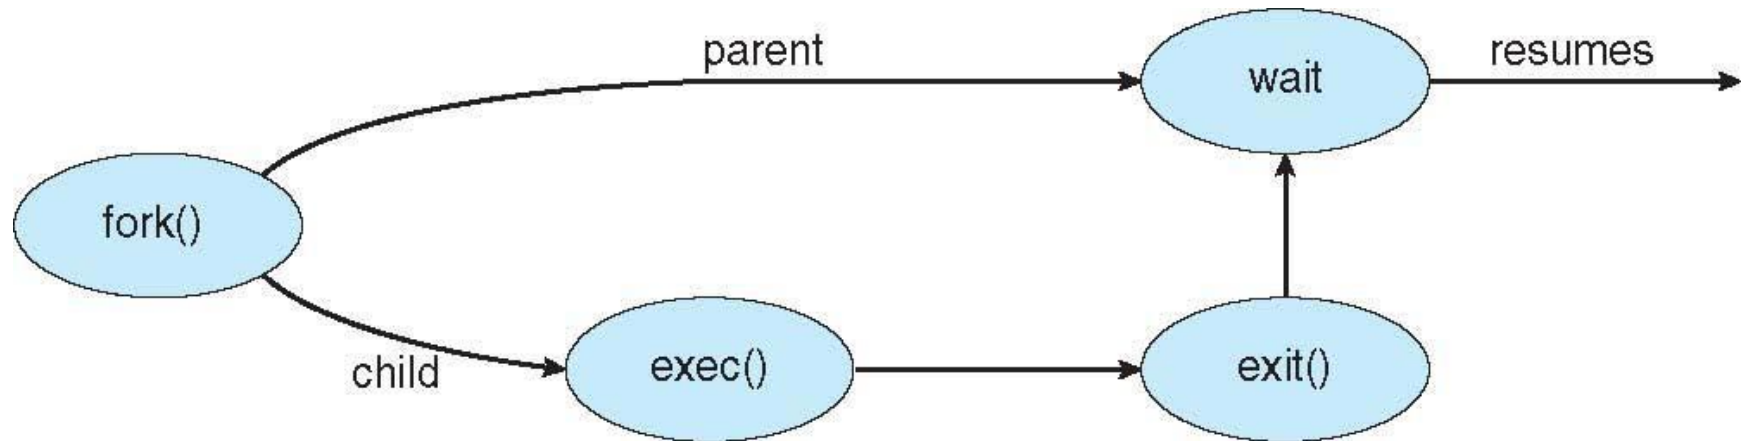 parent
wait
resumes
fork()
child
exec()
exit()